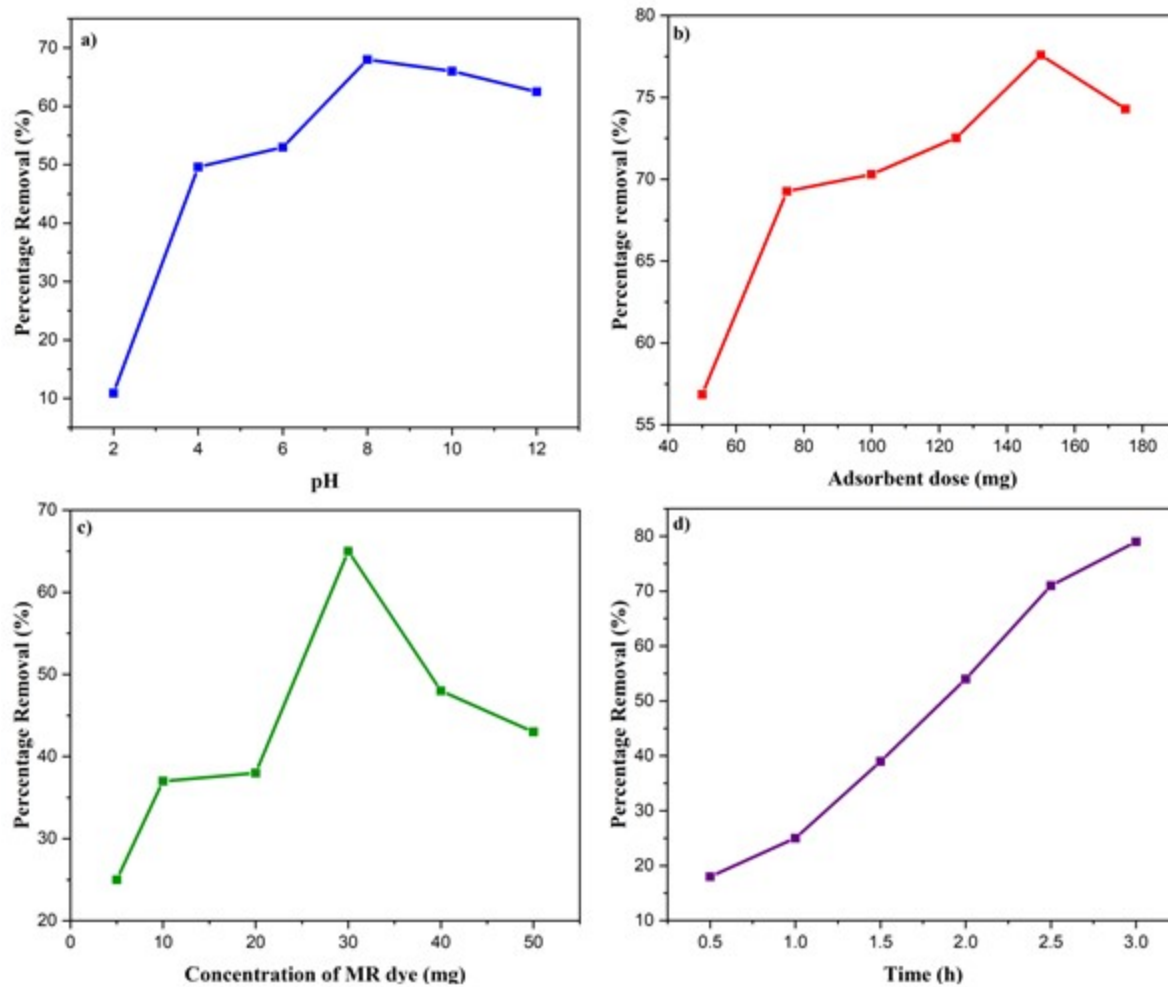 a)
Percentage Removal (%)
70
60
50
40
30
20
10
2 4 6 8 10 12
pH
b)
Percentage removal (%)
80
75
70
65
60
55
40 60 80 100 120 140 160 180
Adsorbent dose (mg)
c)
Percentage Removal (%)
70
60
50
40
30
20
0 10 20 30 40 50
Concentration of MR dye (mg)
d)
Percentage Removal (%)
80
70
60
50
40
30
20
10
0.5 1.0 1.5 2.0 2.5 3.0
Time (h)